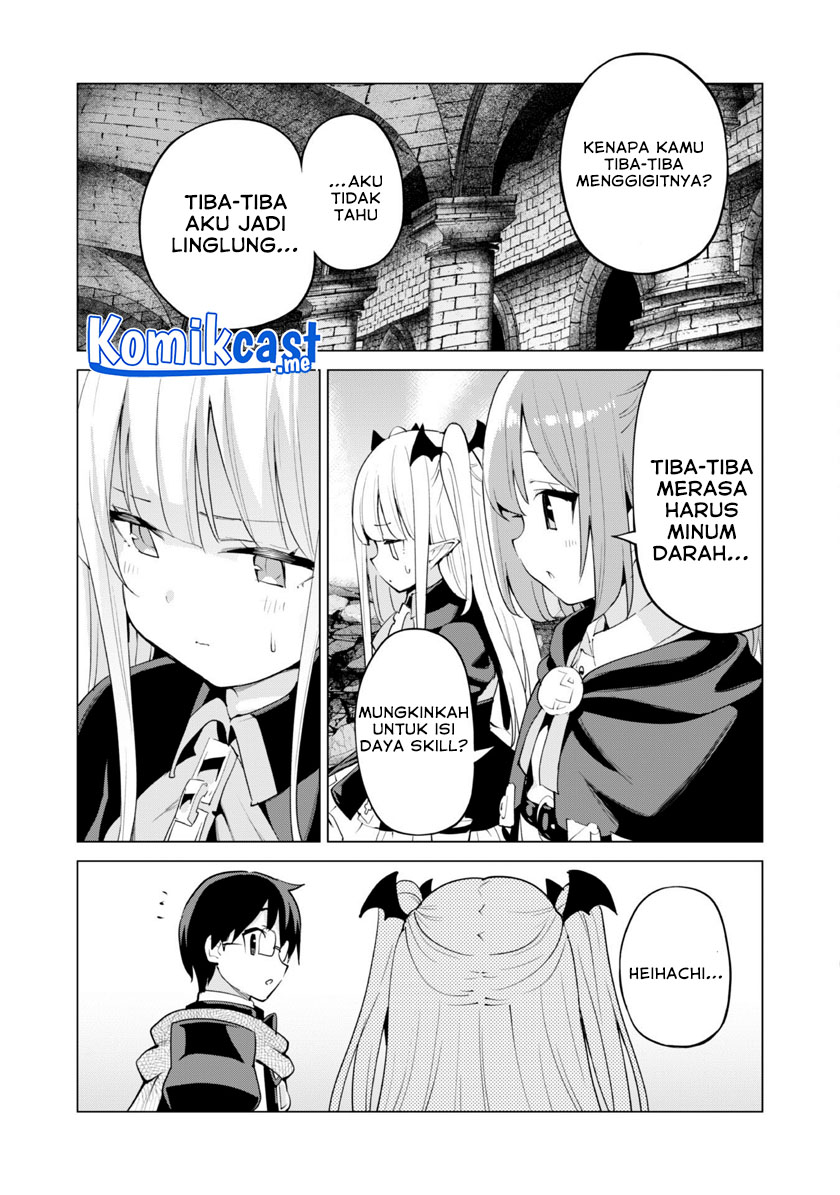 KENAPA KAMU
TIBA-TIBA
MENGGIGITNYA?
...AKU
TIDAK
TAHU
TIBA-TIBA
AKU JADI
LINGLUNG...
Komikcast
.me
TIBA-TIBA
MERASA
HARUS
MINUM
DARAH...
MUNGKINKAH
UNTUK ISI
DAYA SKILL?
HEIHACHI...